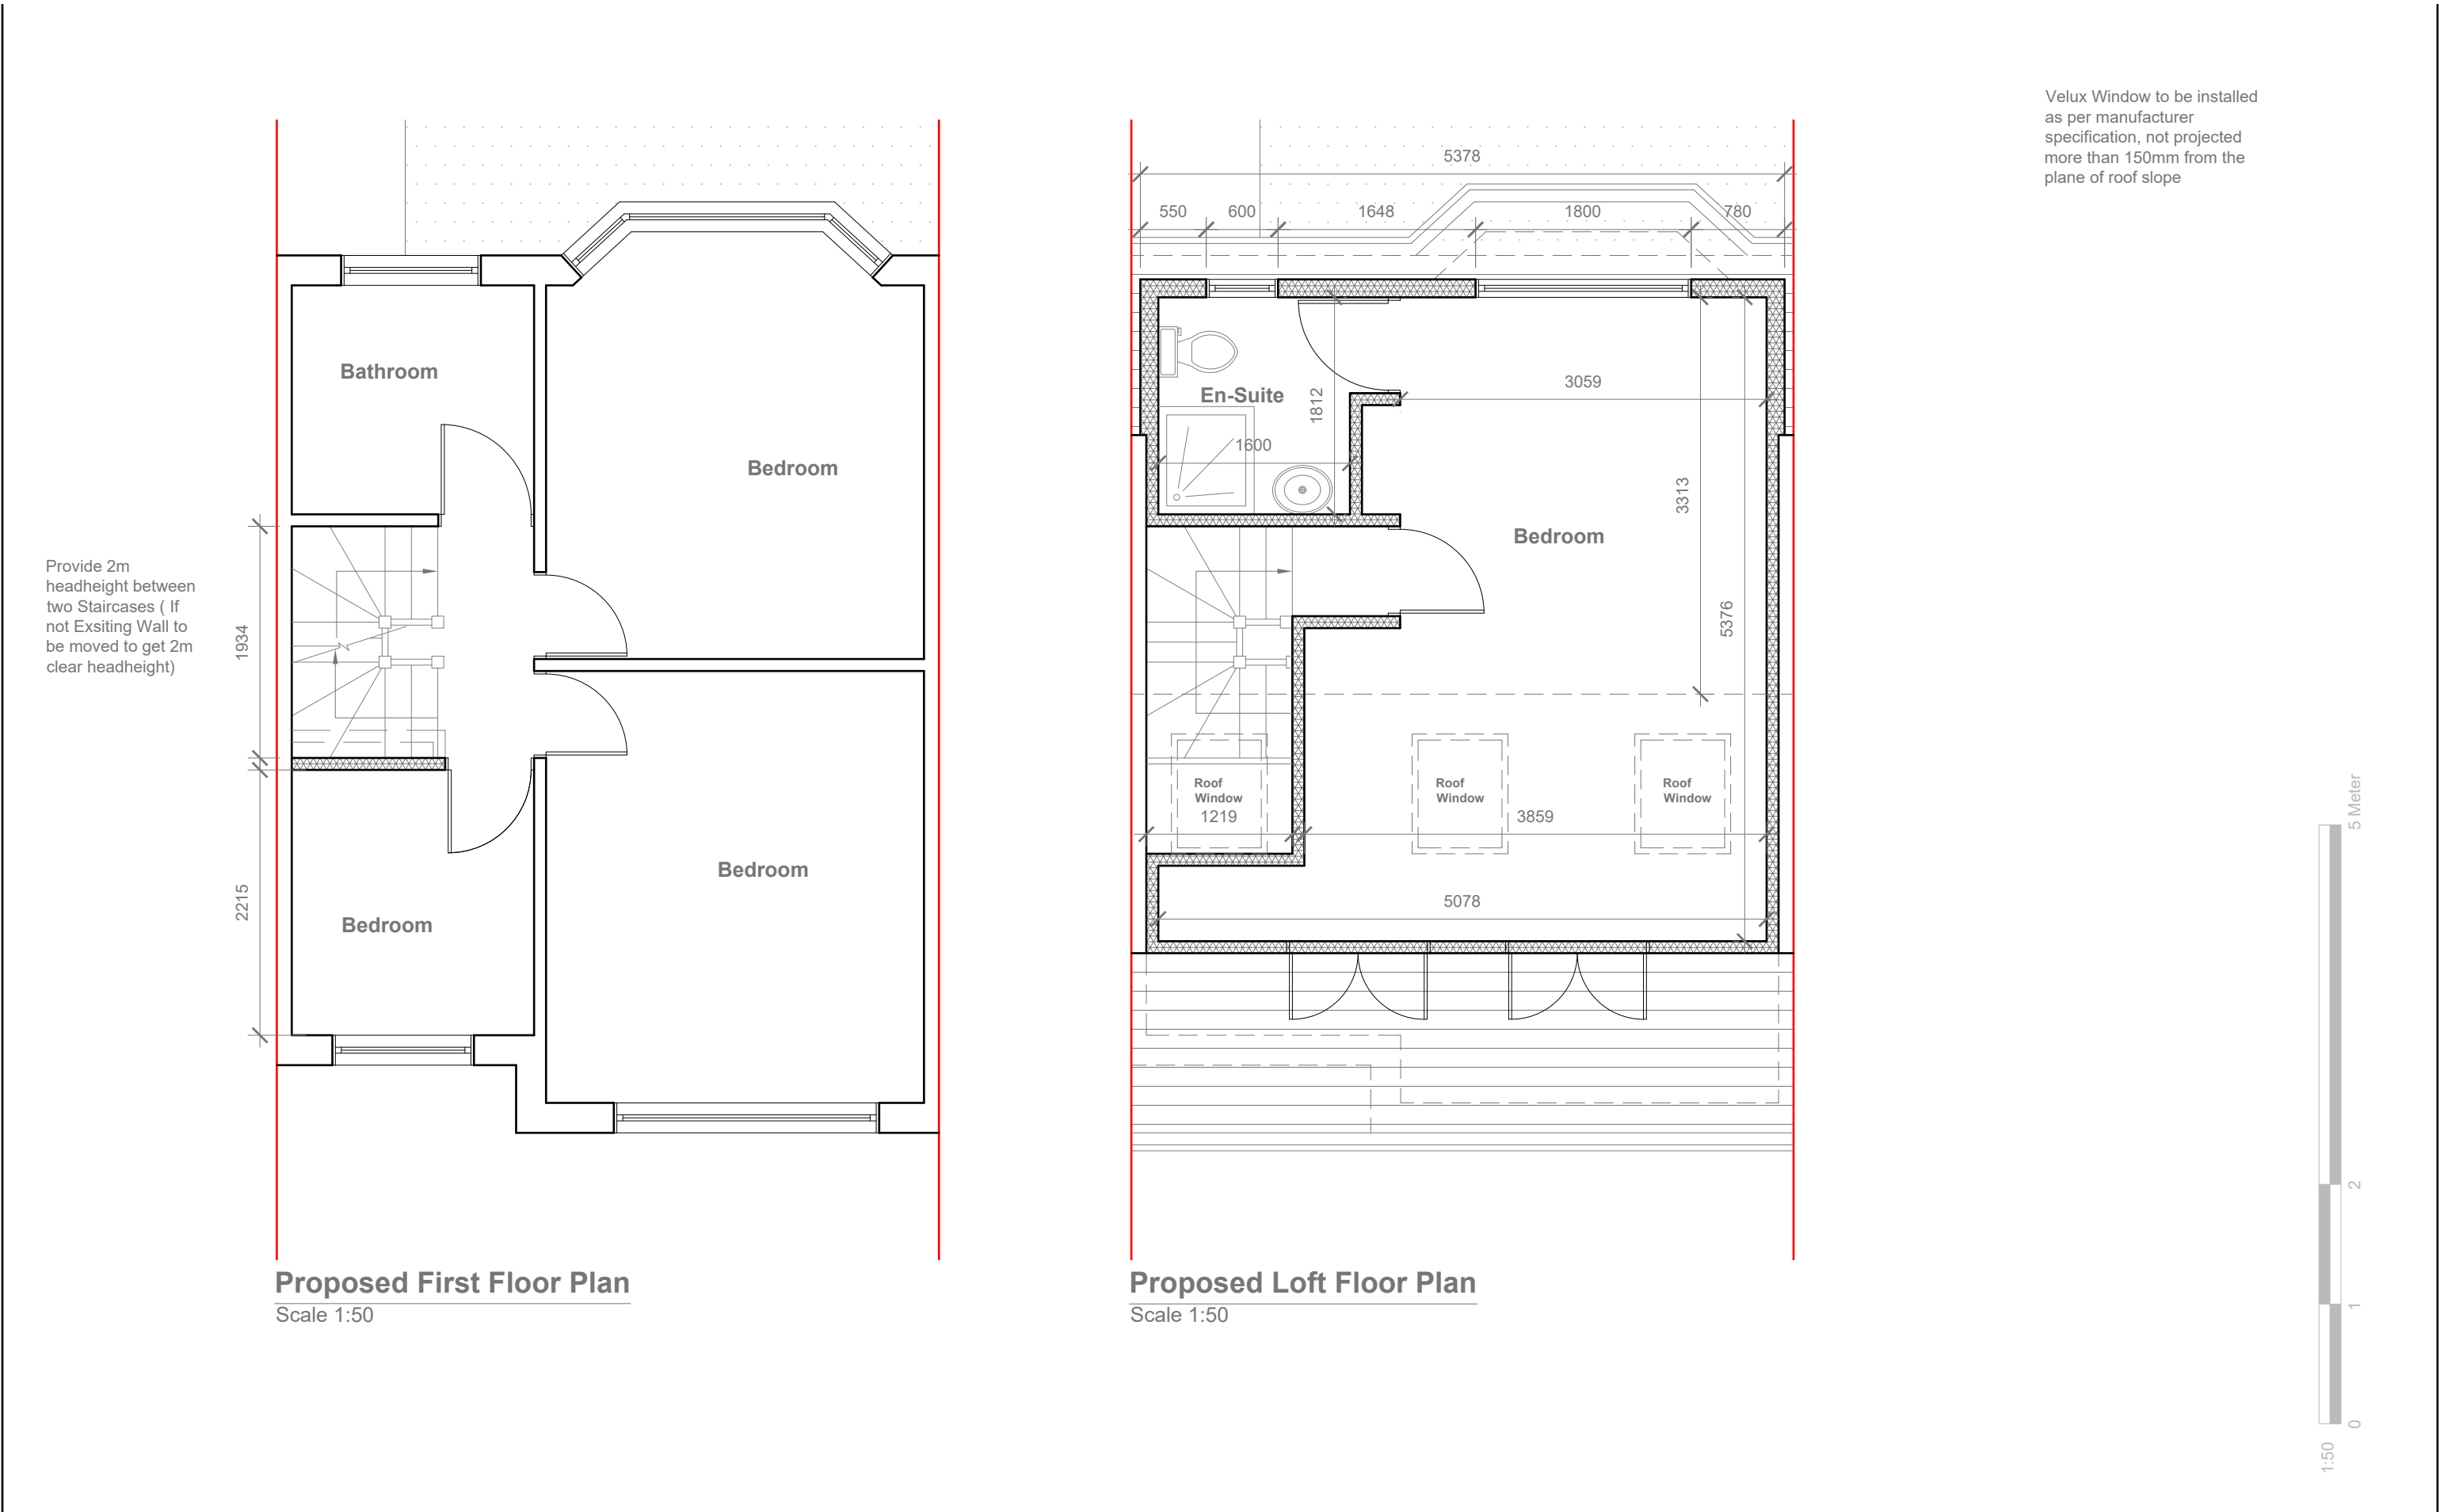 Velux Window to be installed
as per manufacturer
specification, not projected
more than 150mm from the
plane of roof slope
Provide 2m
headheight between
two Staircases ( If
not Exsiting Wall to
be moved to get 2m
clear headheight)
1934
2215
Bathroom
Bedroom
Bedroom
Bedroom
Proposed First Floor Plan
Scale 1:50
5378
550 600 1648 1800 780
En-Suite
1812
1600
3059
3313
5376
Bedroom
Roof
Window
1219
Roof
Window
3859
Roof
Window
5078
Proposed Loft Floor Plan
Scale 1:50
5 Meter
2
1
0
1:50